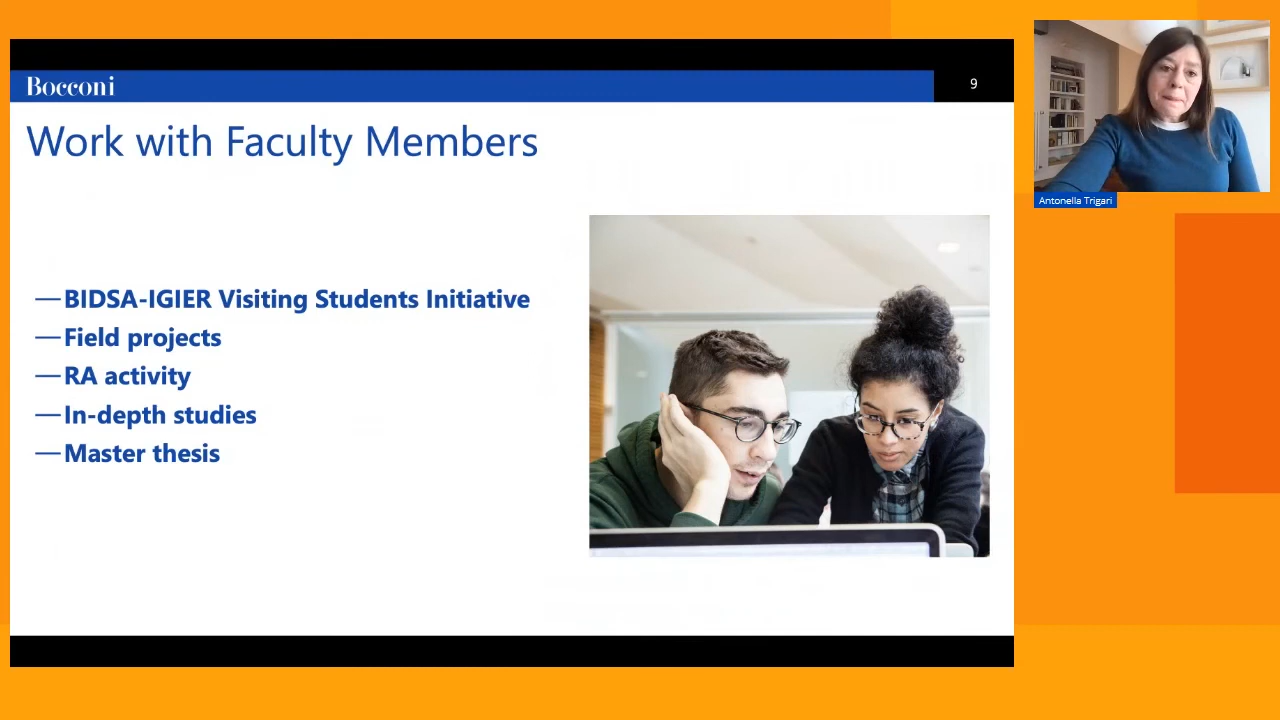 Bocconi
9
Work with Faculty Members
—BIDSA-IGIER Visiting Students Initiative
—Field projects
—RA activity
—In-depth studies
—Master thesis
Antonella Trigari